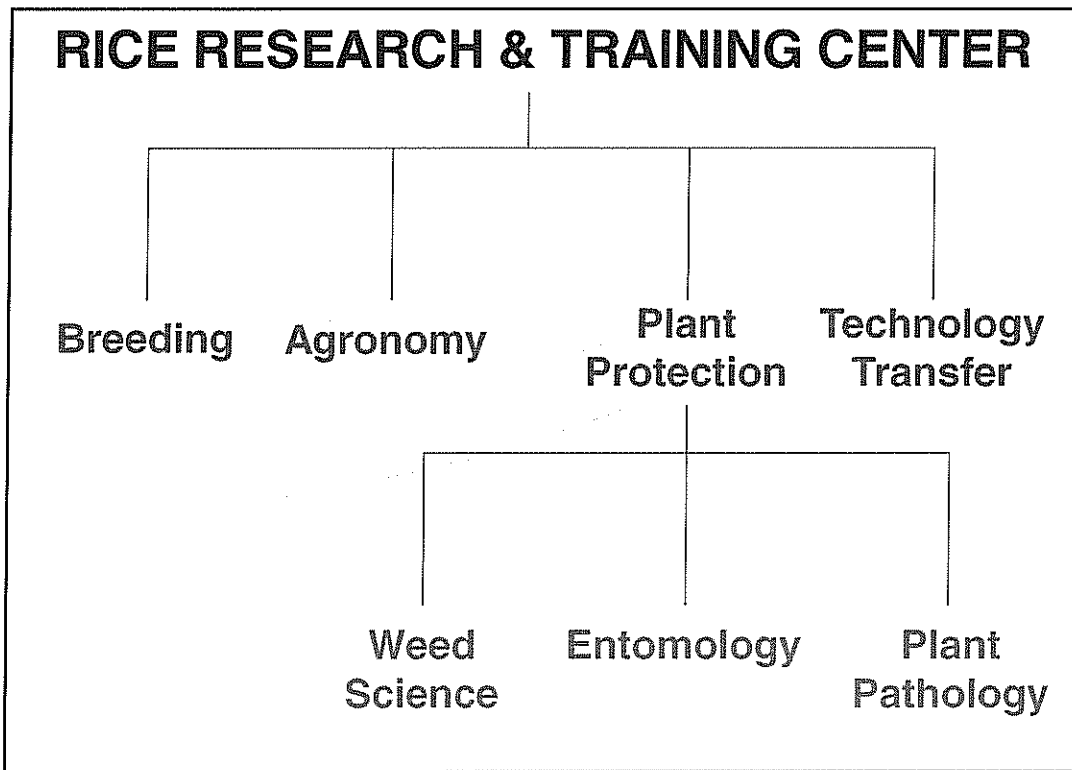 RICE RESEARCH & TRAINING CENTER
Breeding
Agronomy
Plant
Protection
Technology
Transfer
Weed
Science
Entomology
Plant
Pathology